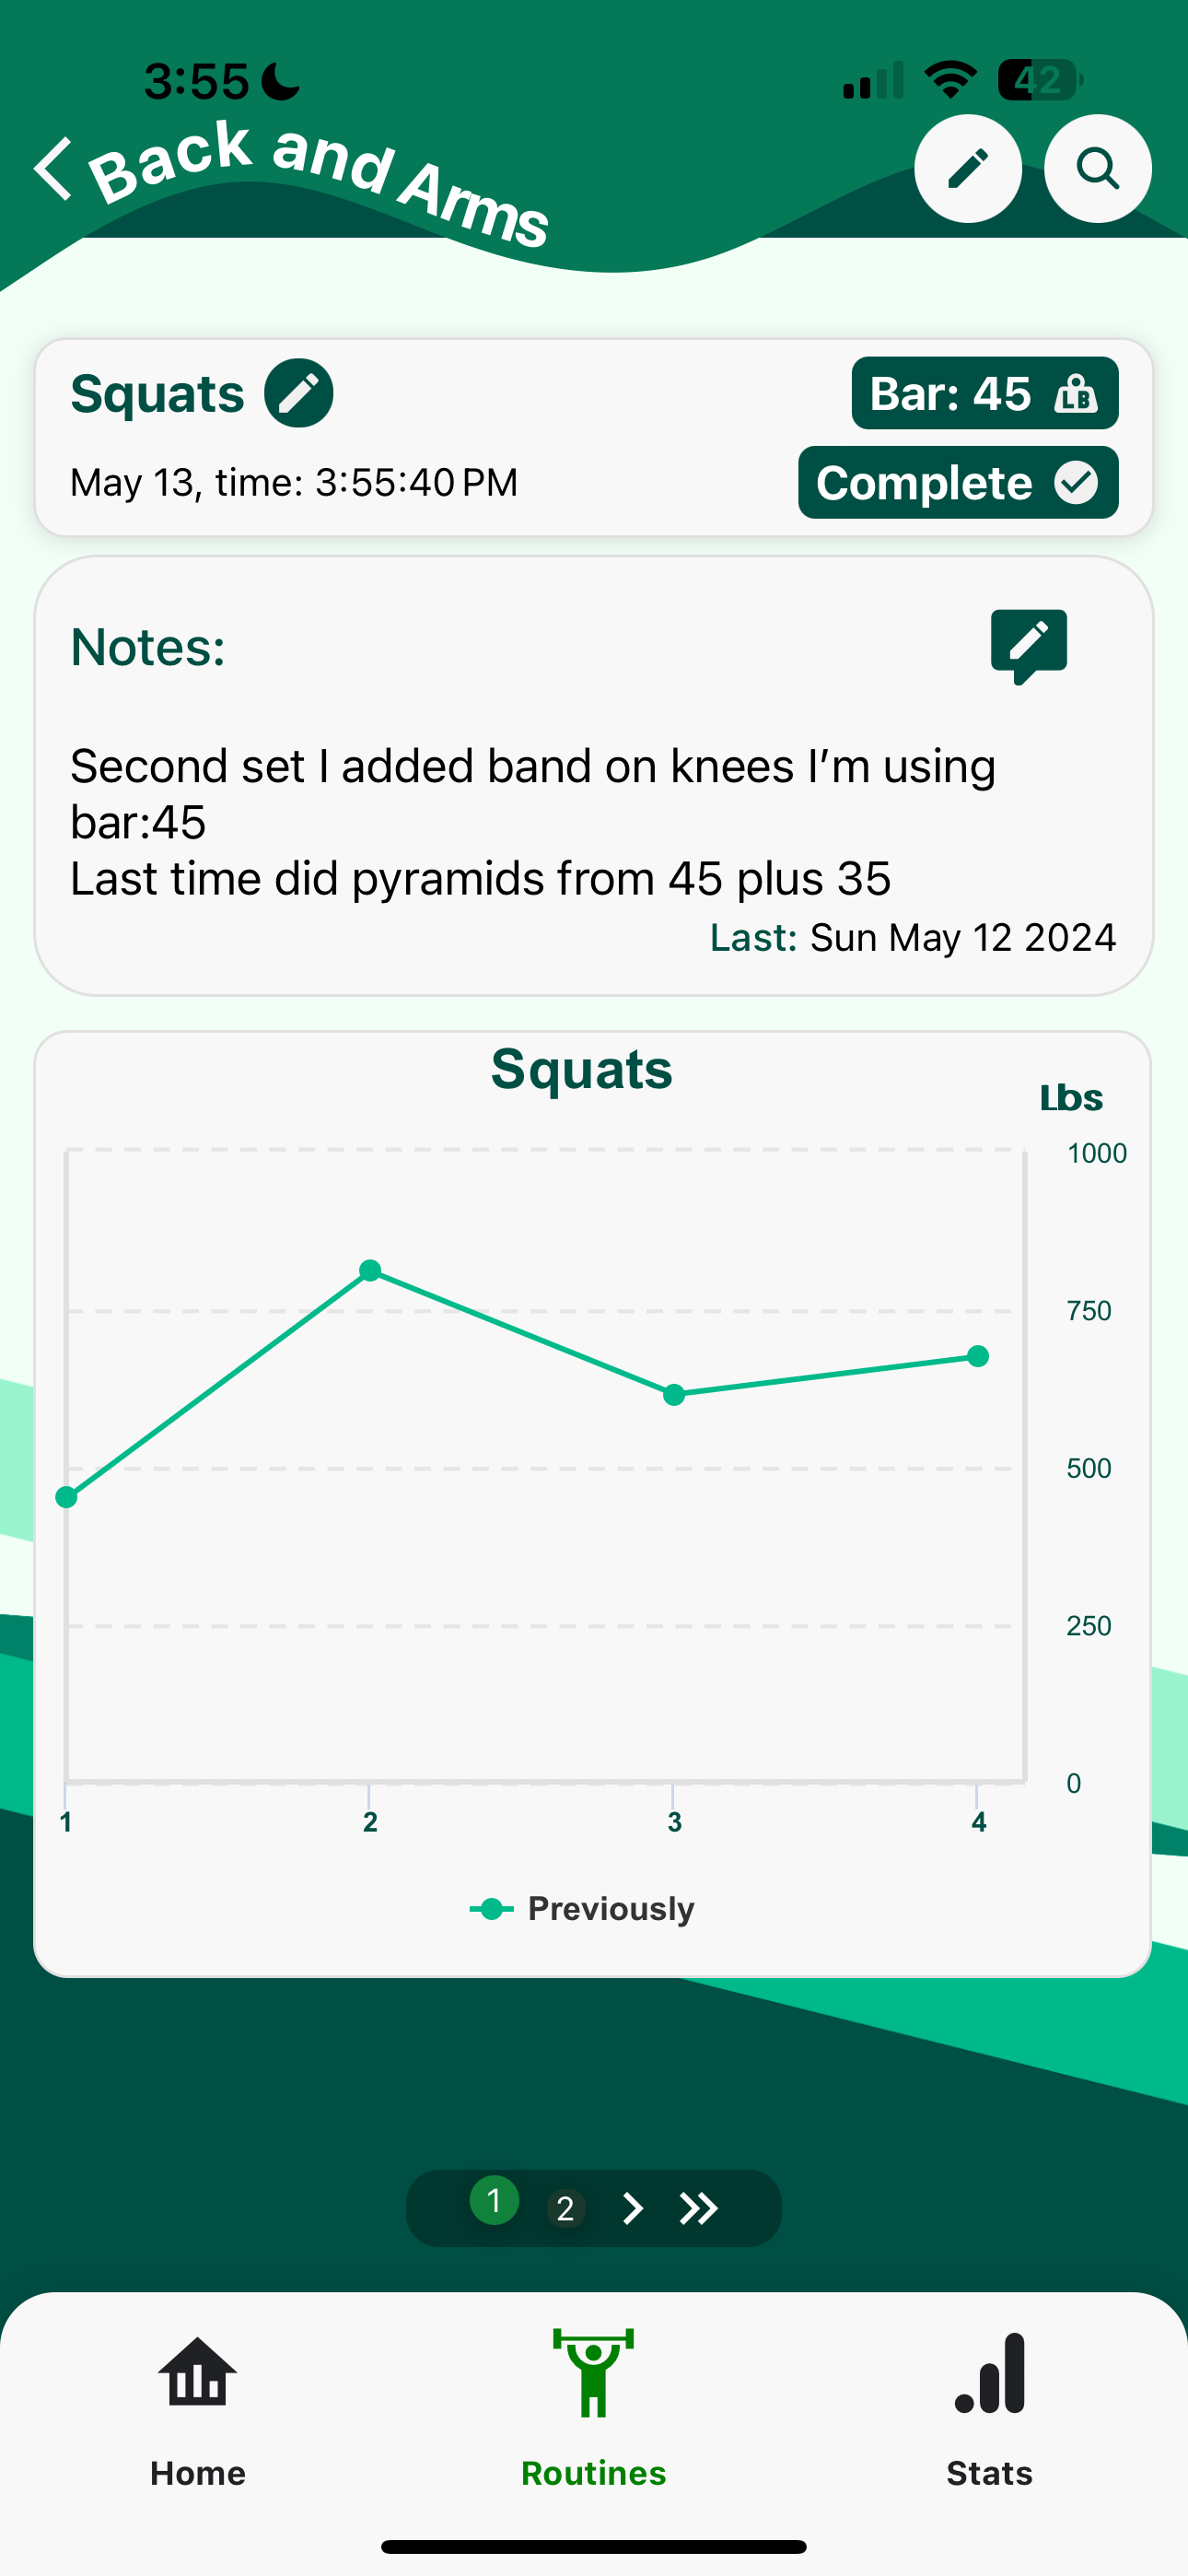 3:55
42
Back and Arms
Squats
Bar: 45
LB
May 13, time: 3:55:40 PM
Complete
Notes:
Second set I added band on knees I’m using
bar:45
Last time did pyramids from 45 plus 35
Last: Sun May 12 2024
Squats
Lbs
1000
750
500
250
0
1 2 3 4
Previously
1 2
Home Routines Stats